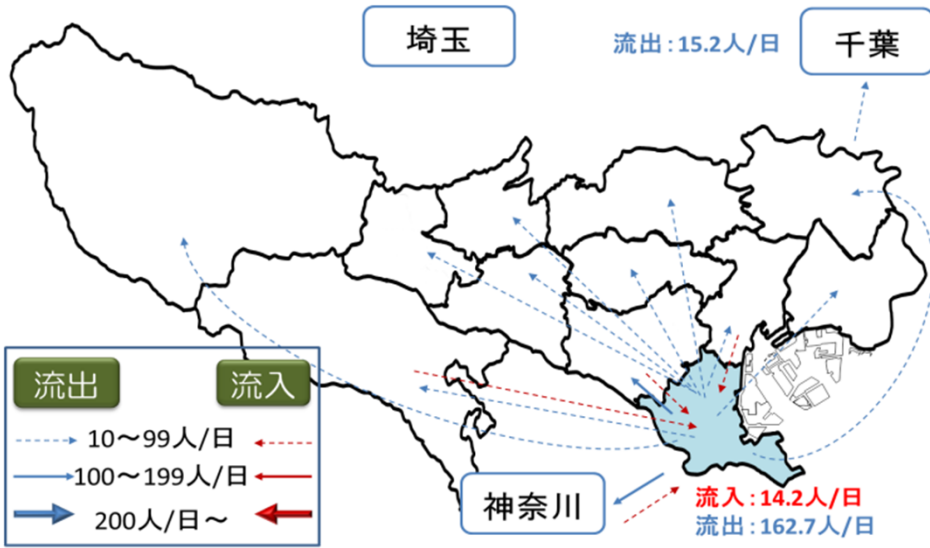 埼玉
流出:15.2人/日
千葉
流出
流入
10～99人/日
100～199人/日
200人/日～
神奈川
流入:14.2人/日
流出:162.7人/日